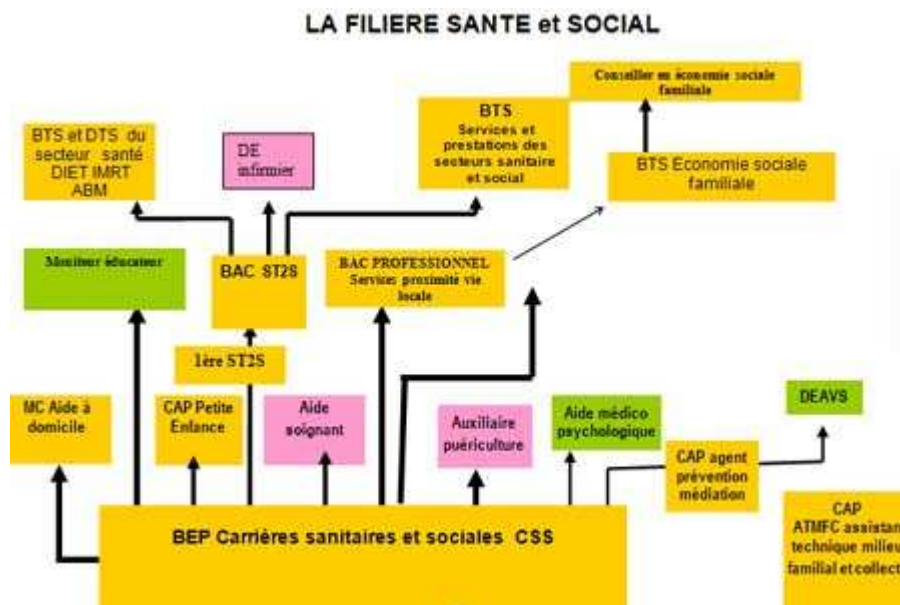 LA FILIERE SANTE et SOCIAL
Conseiller en économie sociale
familiale
BTS
Services et
prestations des
secteurs sanitaire
et social
BTS et DTS du
secteur santé
DIET IMRT
ABM
DE
infirmier
BTS Economie sociale
familiale
Moniteur éducateur
BAC ST2S
BAC PROFESSIONNEL
Services proximité vie
locale
1ère ST2S
MC Aide à
domicile
CAP Petite
Enfance
Aide
soignant
Auxiliaire
puériculture
Aide médico
psychologique
DEAVS
CAP agent
prévention
médiation
BEP Carrières sanitaires et sociales CSS
CAP
ATMFC assistan
technique milieu
familial et collect